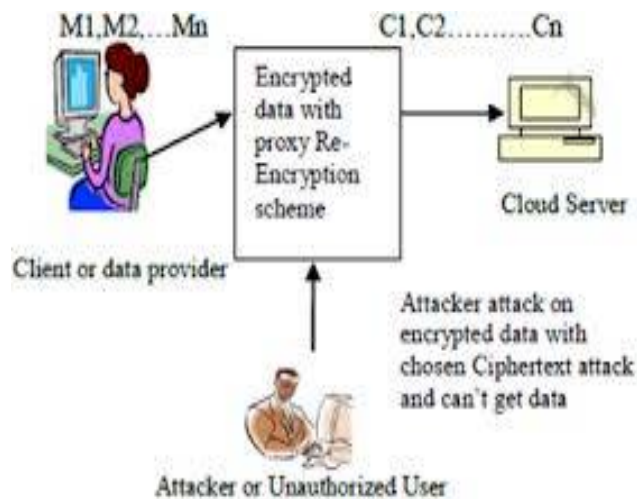 M1,M2,....Mn
C1,C2..........Cn
Encrypted
data with
proxy Re-
Encryption
scheme
Cloud Server
Client or data provider
Attacker attack on
encrypted data with
chosen Ciphertext attack
and can`t get data
Attacker or Unauthorized User